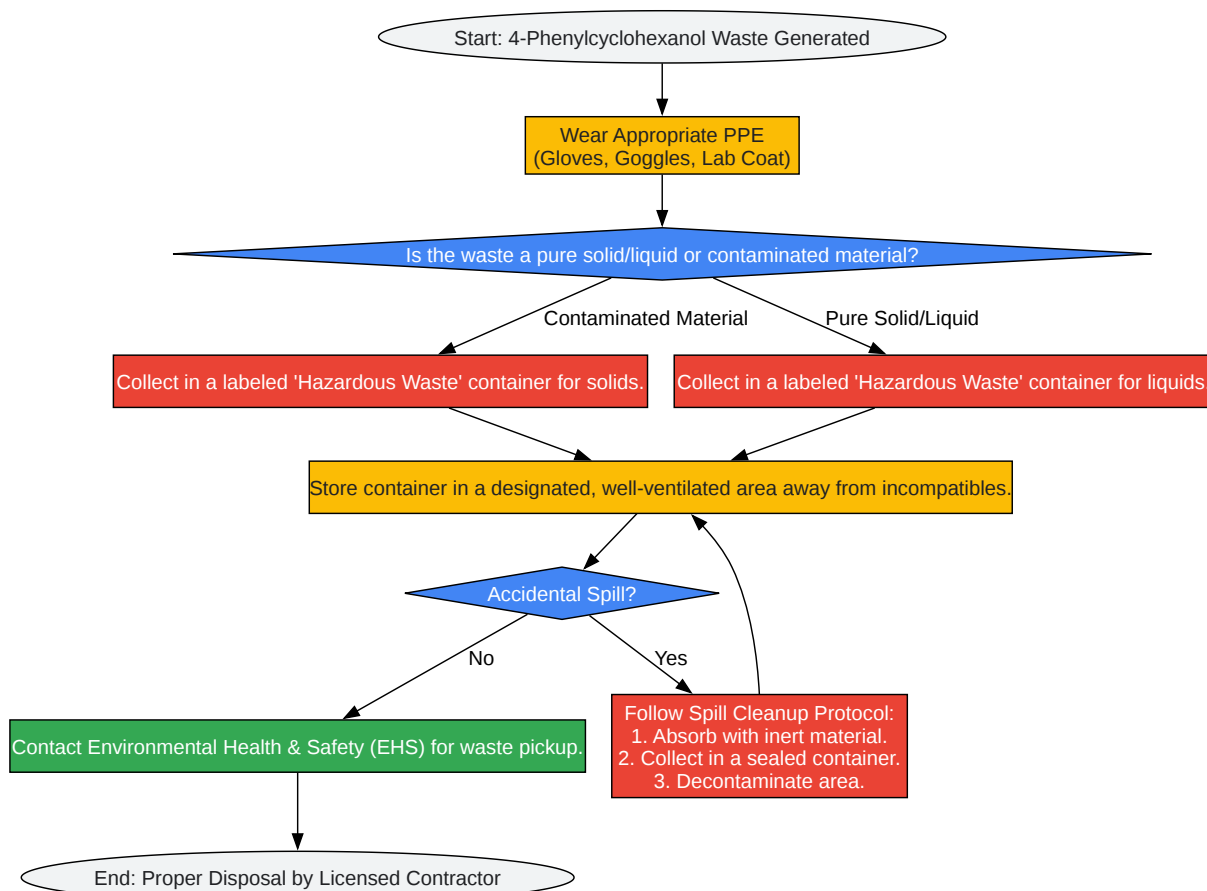 Start: 4-Phenylcyclohexanol Waste Generated
Wear Appropriate PPE
(Gloves, Goggles, Lab Coat)
Is the waste a pure solid/liquid or contaminated material?
Contaminated Material
Pure Solid/Liquid
Collect in a labeled 'Hazardous Waste' container for solids.
Collect in a labeled 'Hazardous Waste' container for liquids.
Store container in a designated, well-ventilated area away from incompatibles.
Accidental Spill?
No
Yes
Contact Environmental Health & Safety (EHS) for waste pickup.
Follow Spill Cleanup Protocol:
1. Absorb with inert material.
2. Collect in a sealed container.
3. Decontaminate area.
End: Proper Disposal by Licensed Contractor